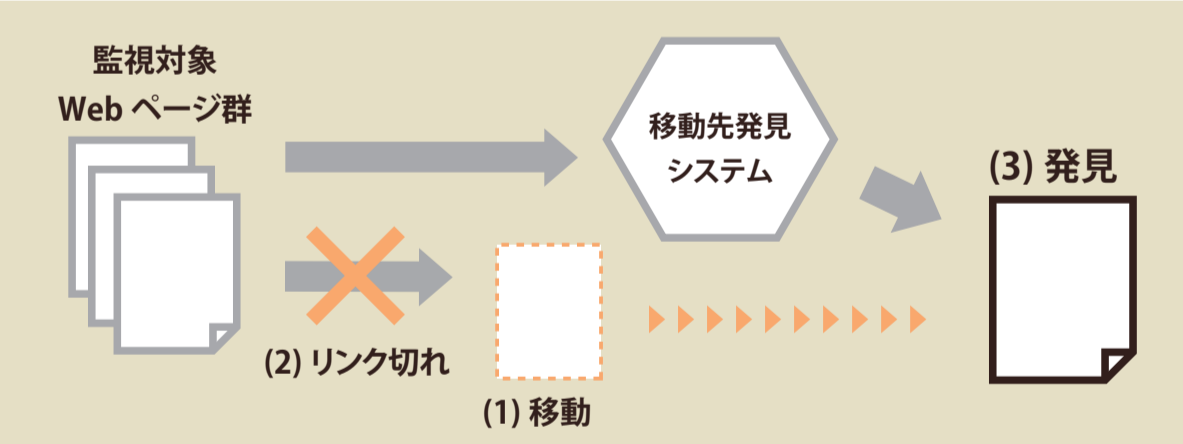 監視対象
Web ページ群
移動先発見
システム
(3) 発見
(2) リンク切れ
(1) 移動